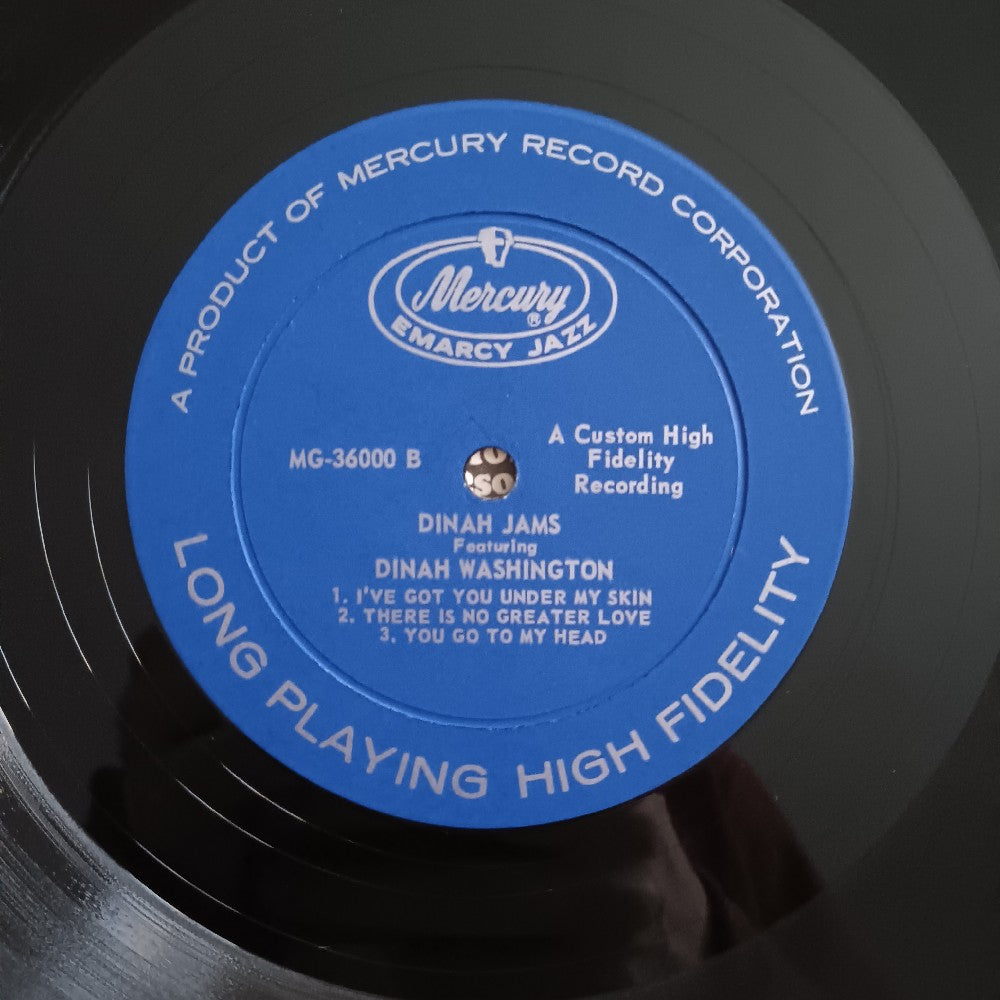 A PRODUCT OF MERCURY RECORD CORPORATION
Mercury ®
EMARCY JAZZ
MG-36000 B
A Custom High
Fidelity
Recording
DINAH JAMS
Featuring
DINAH WASHINGTON
1. I'VE GOT YOU UNDER MY SKIN
2. THERE IS NO GREATER LOVE
3. YOU GO TO MY HEAD
LONG PLAYING HIGH FIDELITY